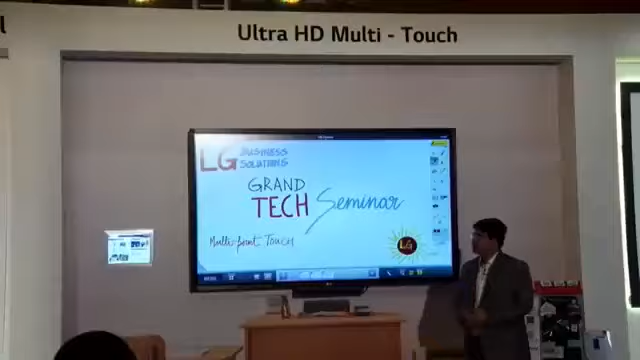 Ultra HD Multi - Touch
LG BUSINESS SOLUTIONS
GRAND
TECH Seminar
Multi-point Touch
LG